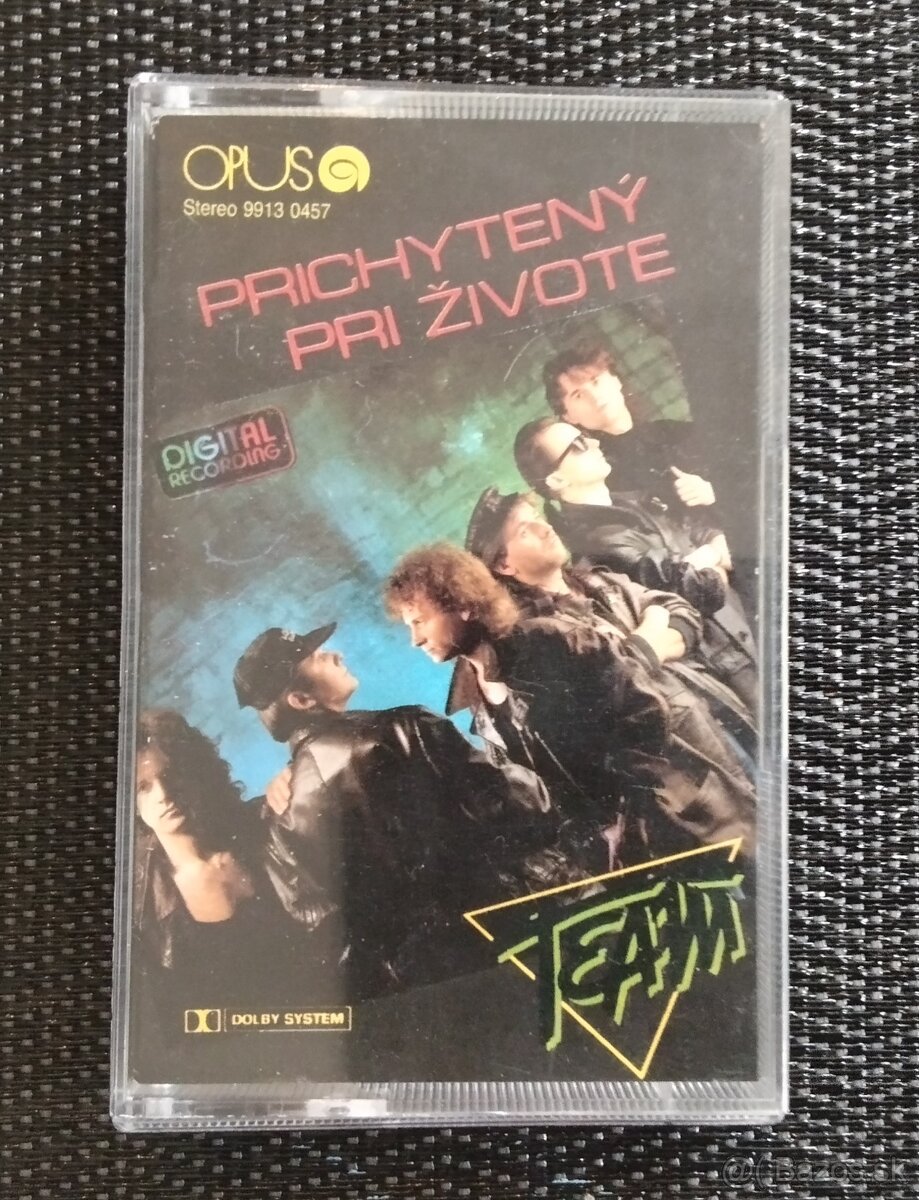 OPUS
Stereo 9913 0457
PRICHYTENÝ
PRI ŽIVOTE
DIGITAL
RECORDING
TEAM
DOLBY SYSTEM
Bazos.sk